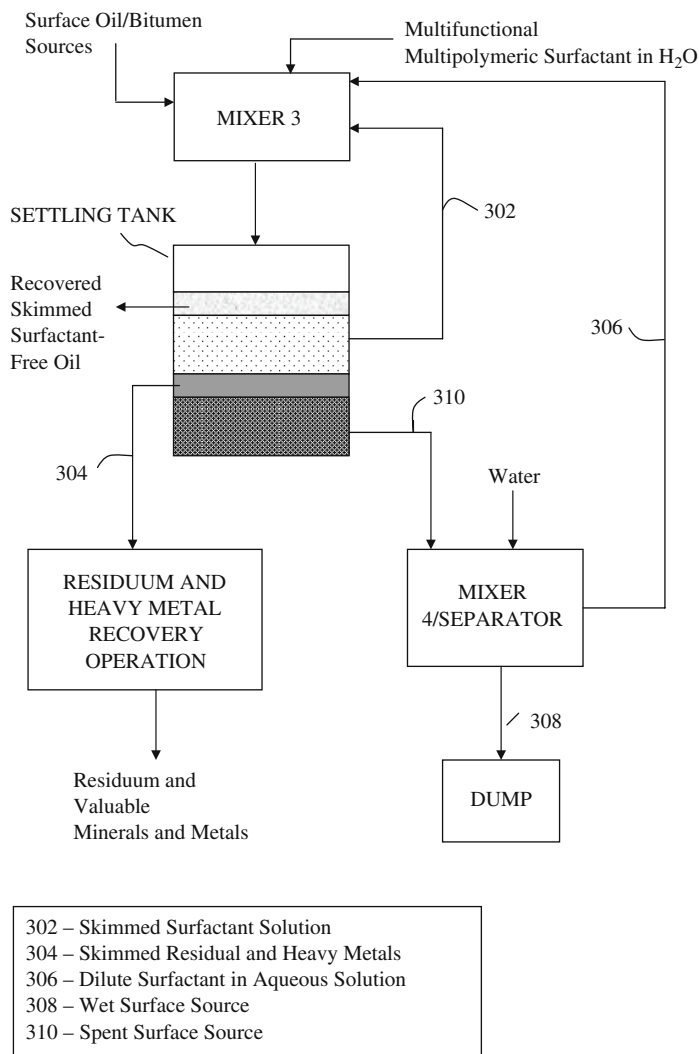 Surface Oil/Bitumen
Sources
Multifunctional
Multipolymeric Surfactant in H₂O
MIXER 3
302
SETTLING TANK
Recovered
Skimmed
Surfactant-
Free Oil
306
310
304
Water
RESIDUUM AND
HEAVY METAL
RECOVERY
OPERATION
MIXER
4/SEPARATOR
308
Residuum and
Valuable
Minerals and Metals
DUMP
302 – Skimmed Surfactant Solution
304 – Skimmed Residual and Heavy Metals
306 – Dilute Surfactant in Aqueous Solution
308 – Wet Surface Source
310 – Spent Surface Source